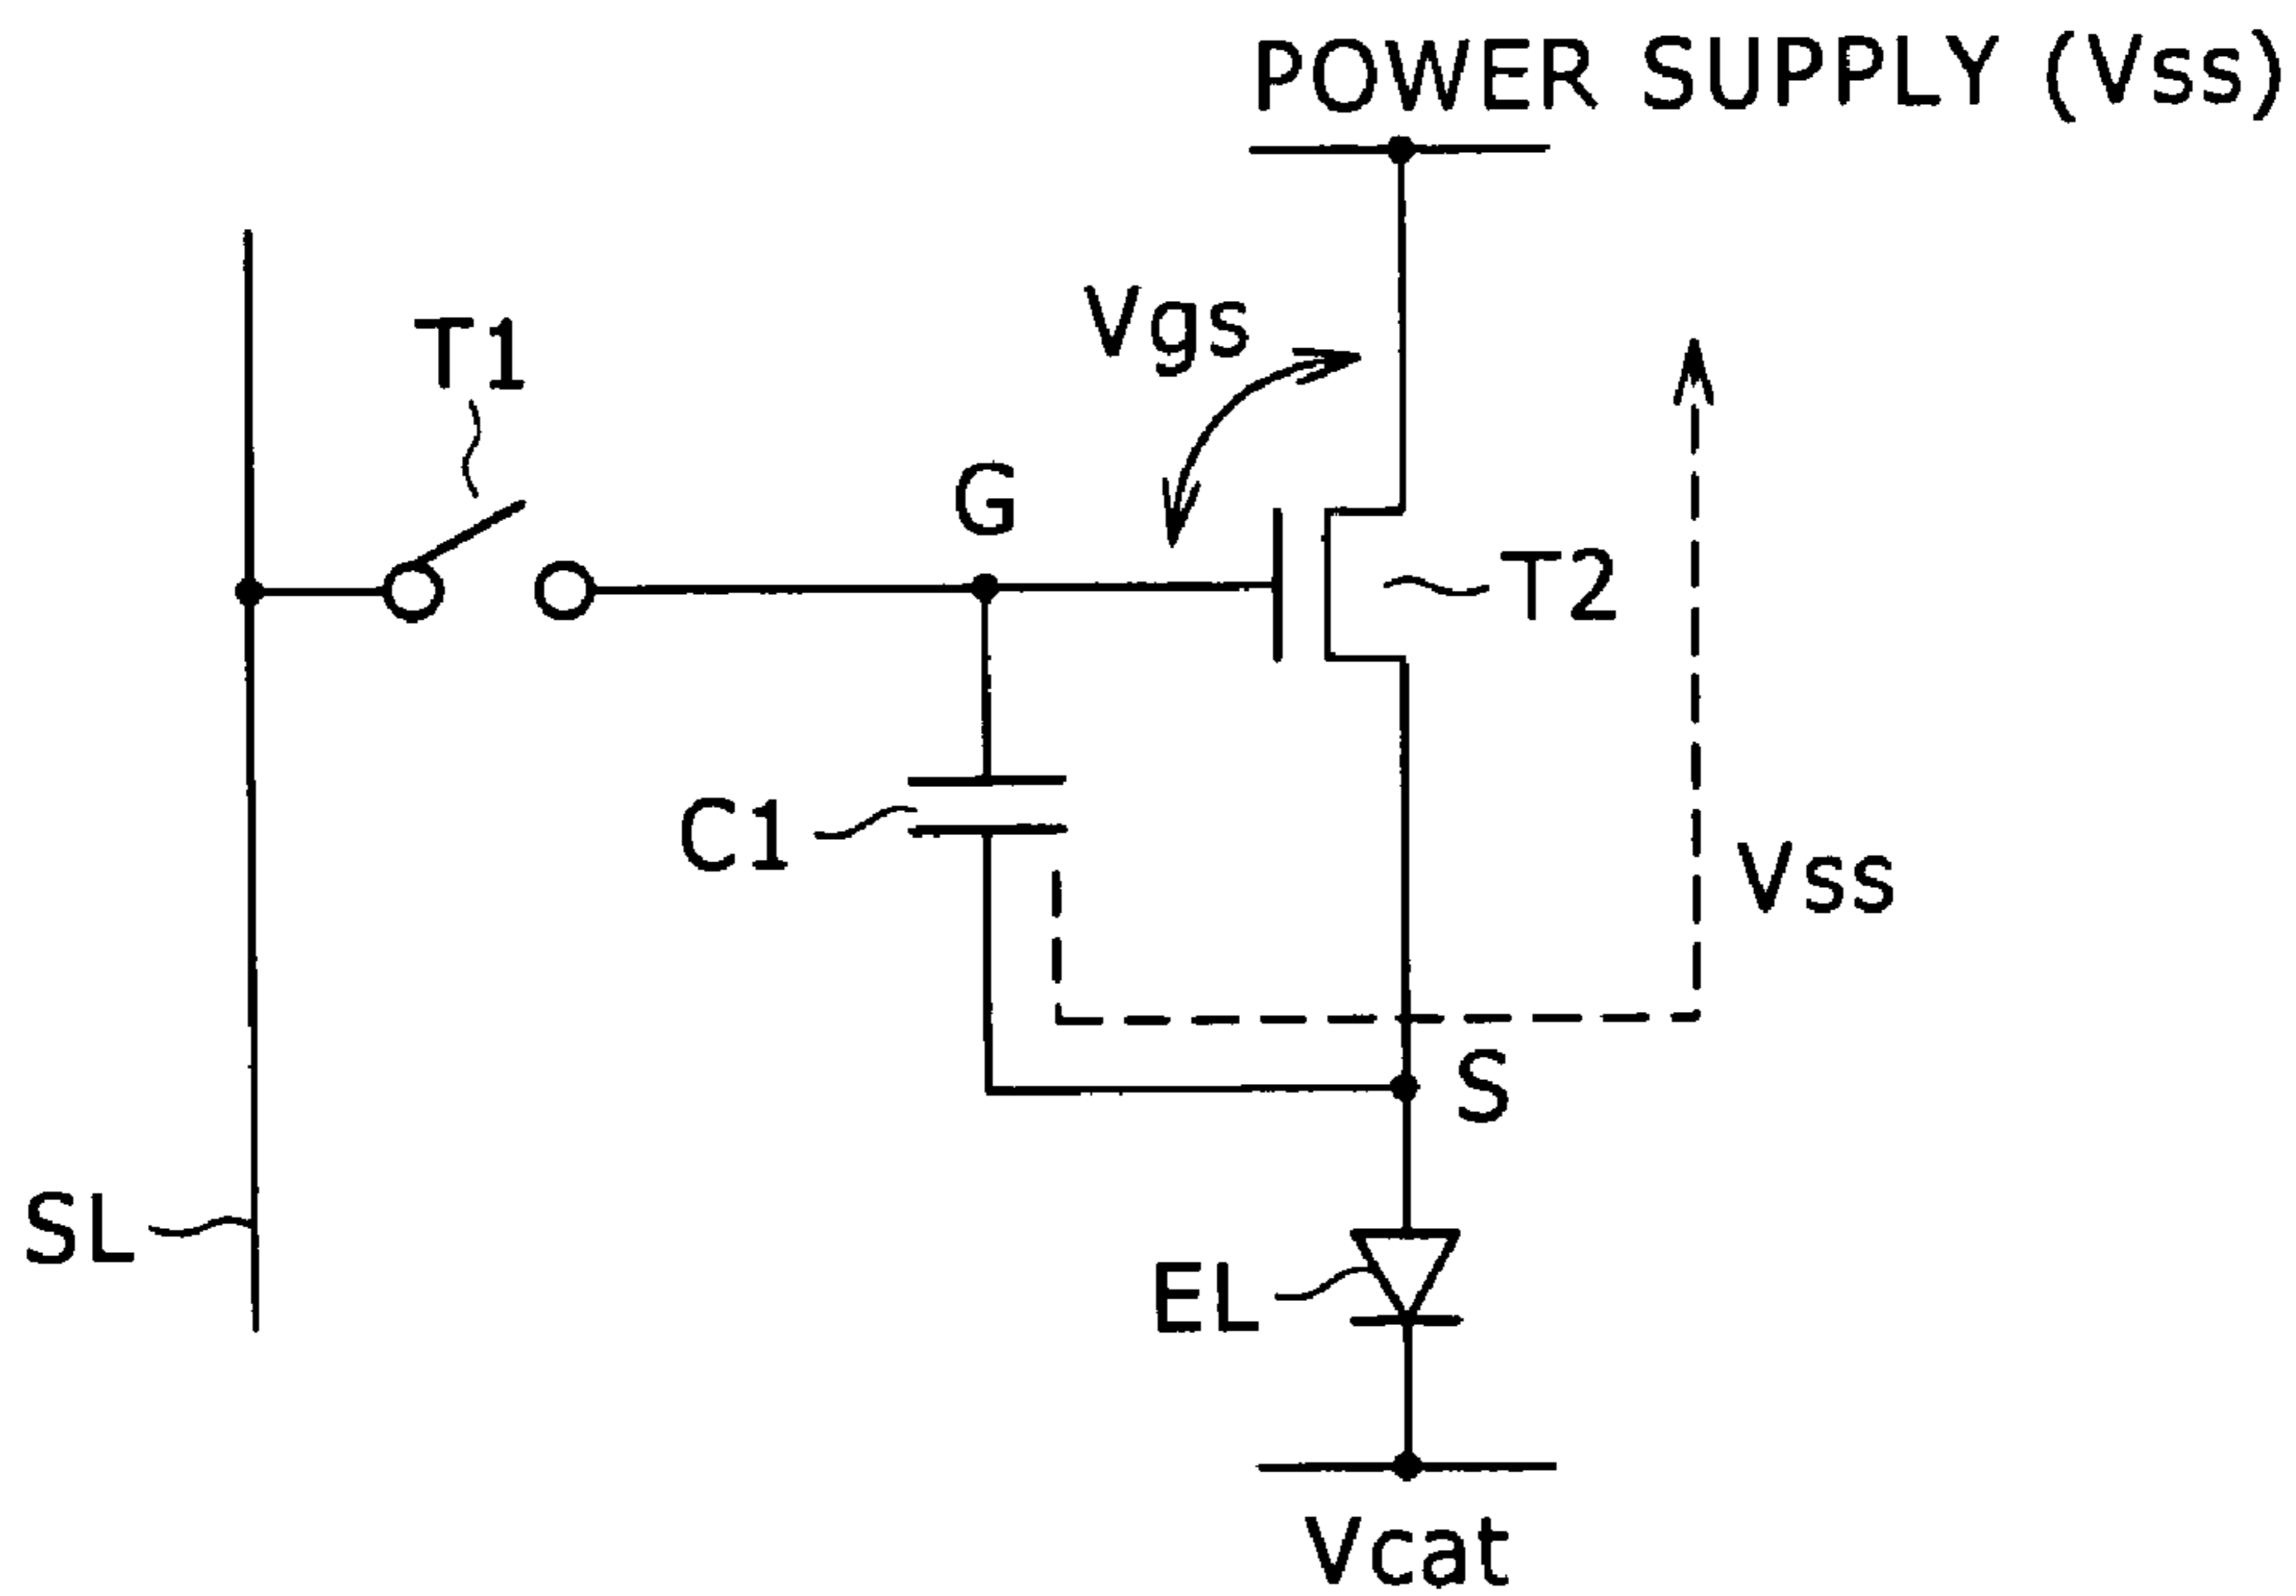 POWER SUPPLY (Vss)
T1
Vgs
G
T2
C1
Vss
S
SL
EL
Vcat